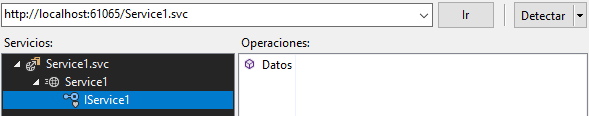 http://localhost:61065/Service1.svc Ir Detectar
Servicios: Operaciones:
Service1.svc Datos
Service1
IService1